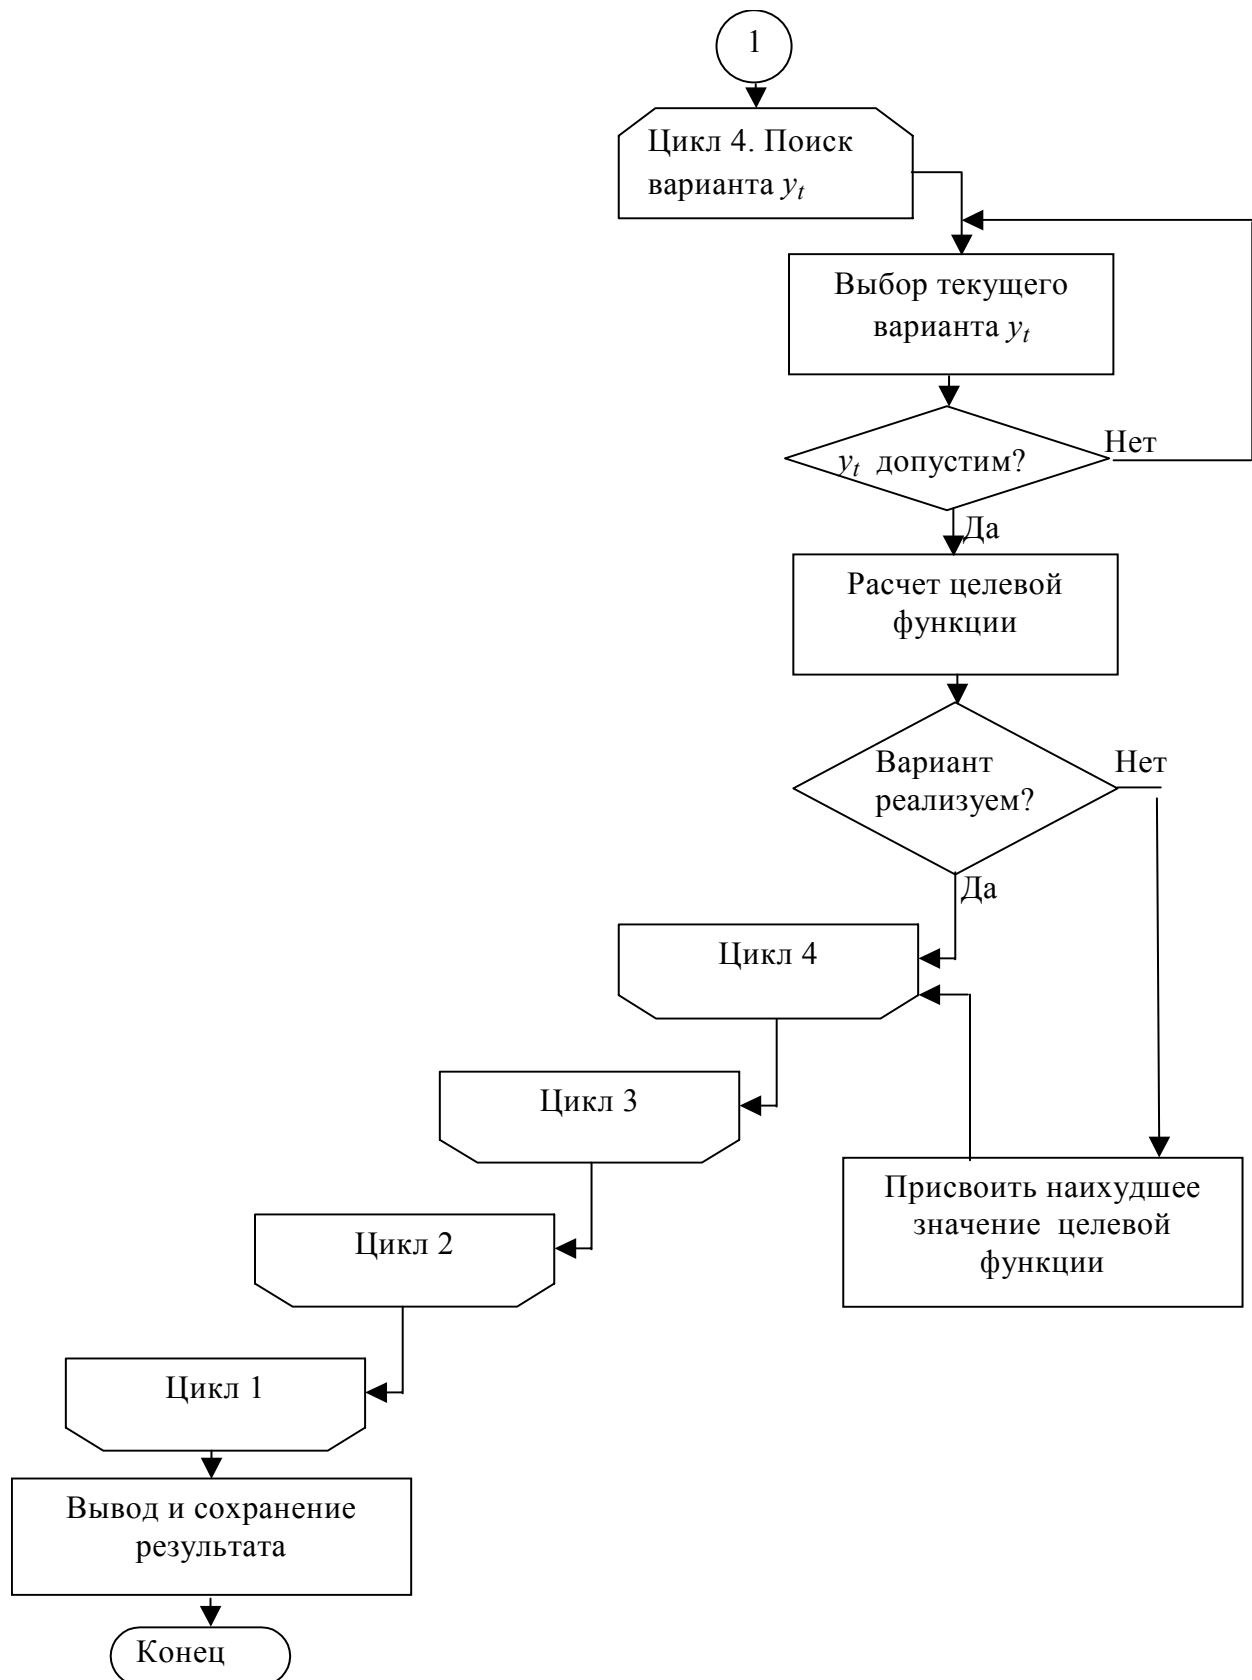 1
Цикл 4. Поиск
варианта yt
Выбор текущего
варианта yt
yt допустим?
Нет
Да
Расчет целевой
функции
Вариант
реализуем?
Нет
Да
Цикл 4
Цикл 3
Присвоить наихудшее
значение целевой
функции
Цикл 2
Цикл 1
Вывод и сохранение
результата
Конец